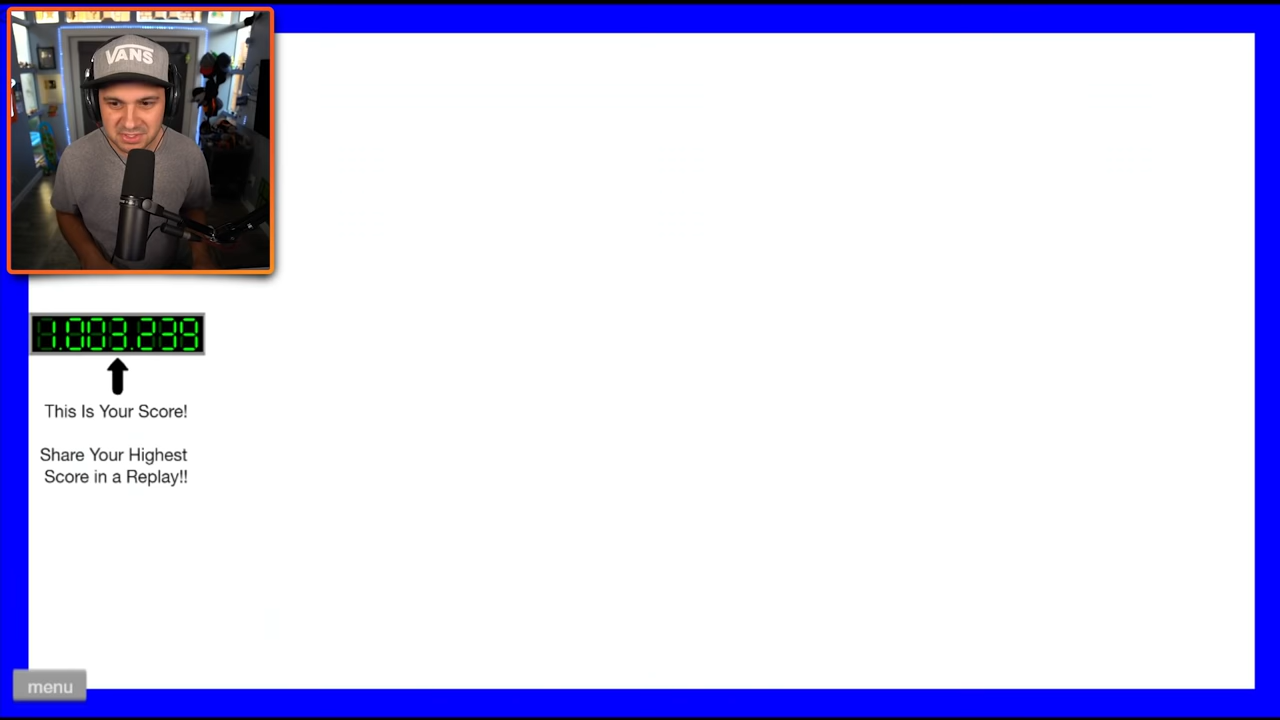 VANS
1.003.239
This Is Your Score!
Share Your Highest
Score in a Replay!!
menu